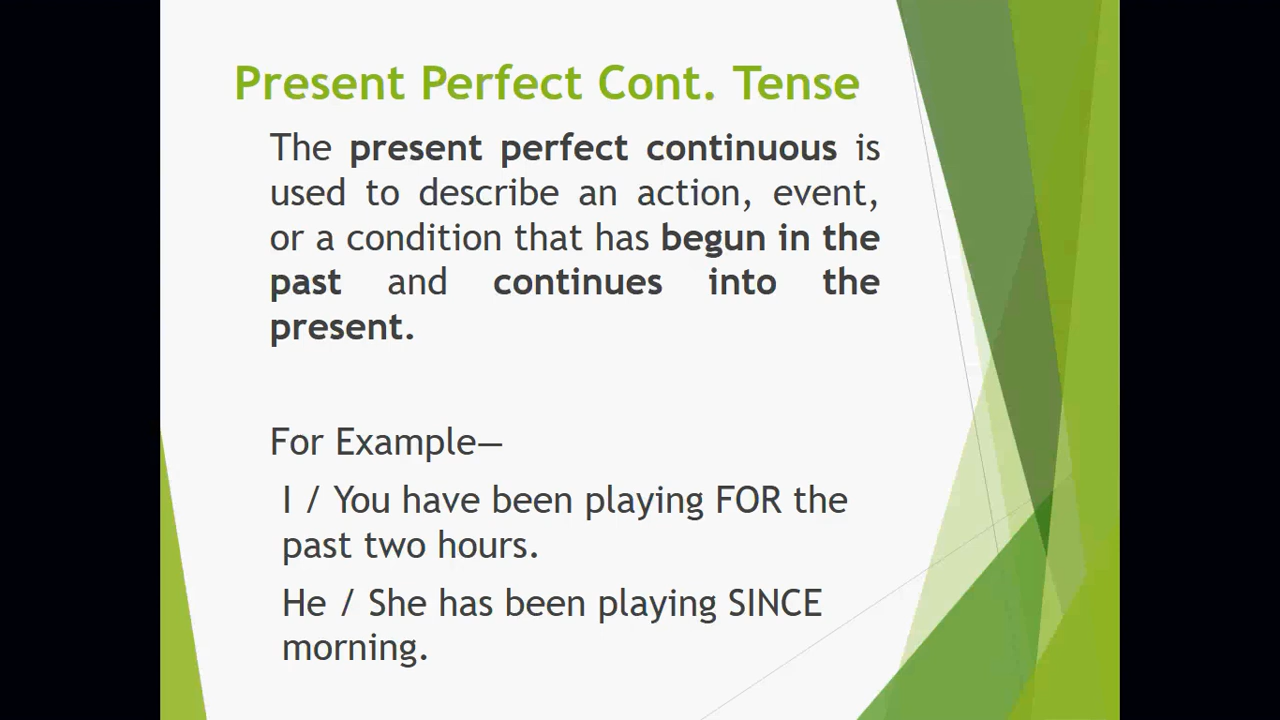 Present Perfect Cont. Tense
The present perfect continuous is
used to describe an action, event,
or a condition that has begun in the
past and continues into the
present.
For Example—
I / You have been playing FOR the
past two hours.
He / She has been playing SINCE
morning.